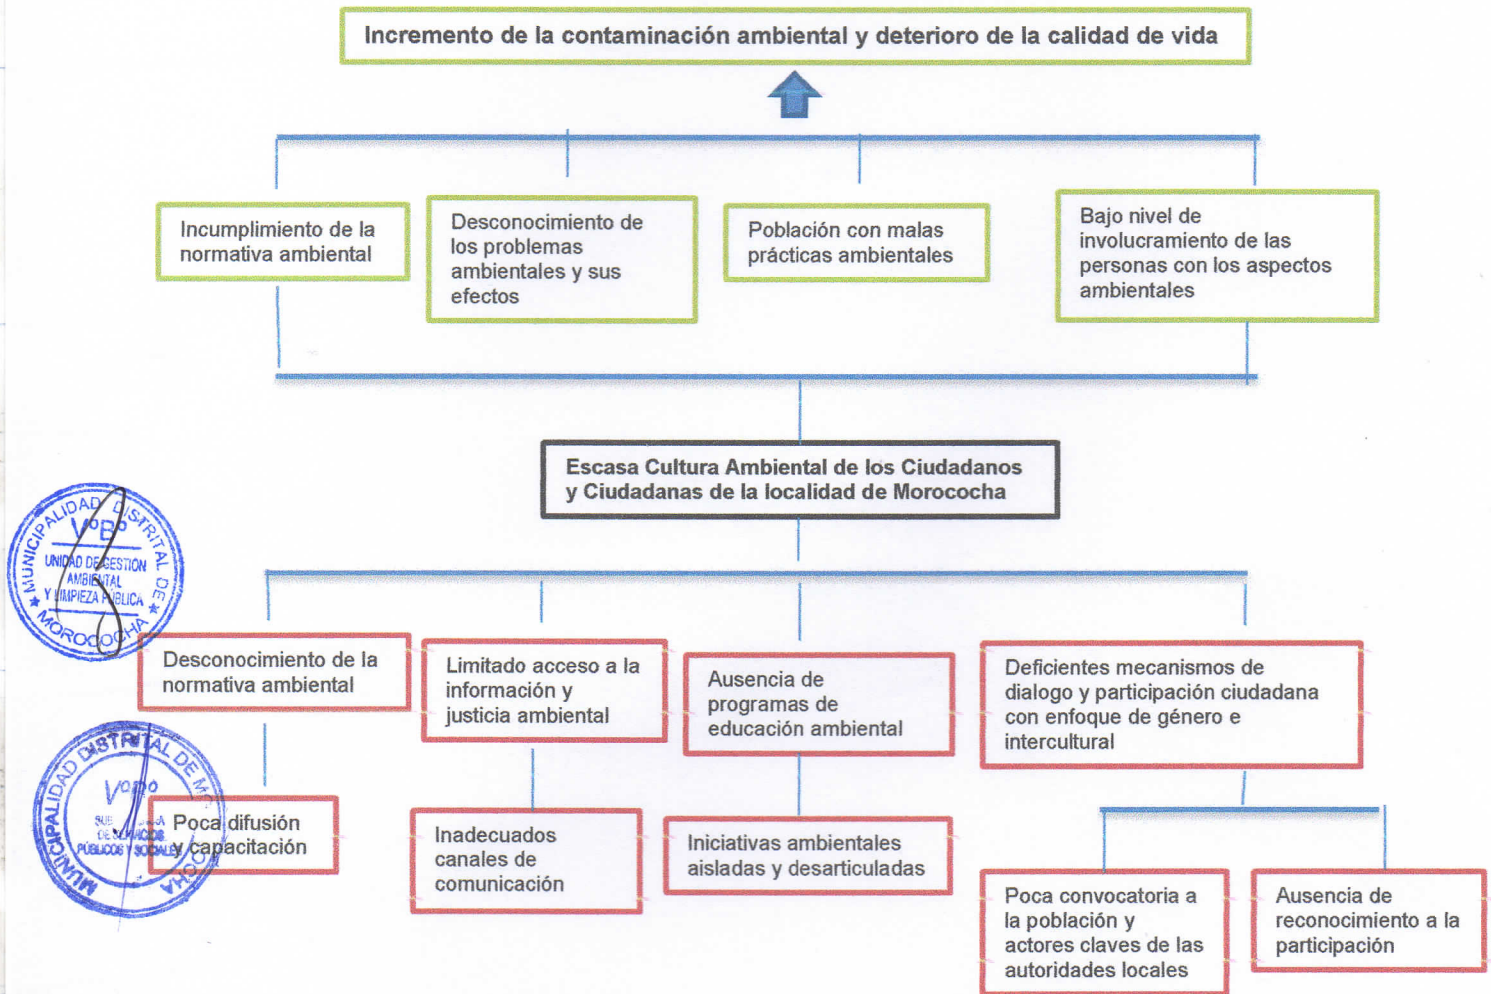 Incremento de la contaminación ambiental y deterioro de la calidad de vida
Incumplimiento de la
normativa ambiental
Desconocimiento de
los problemas
ambientales y sus
efectos
Población con malas
prácticas ambientales
Bajo nivel de
involucramiento de las
personas con los aspectos
ambientales
Escasa Cultura Ambiental de los Ciudadanos
y Ciudadanas de la localidad de Morococha
MUNICIPALIDAD DISTRITAL DE
MOROCOCHA
VºBº
UNIDAD DE GESTIÓN
AMBIENTAL
Y LIMPIEZA PÚBLICA
Desconocimiento de la
normativa ambiental
Limitado acceso a la
información y
justicia ambiental
Ausencia de
programas de
educación ambiental
Deficientes mecanismos de
dialogo y participación ciudadana
con enfoque de género e
intercultural
MUNICIPALIDAD DISTRITAL DE
VºBº
DE SERVICIOS
PÚBLICOS Y SOCIALES
Poca difusión
y capacitación
Inadecuados
canales de
comunicación
Iniciativas ambientales
aisladas y desarticuladas
Poca convocatoria a
la población y
actores claves de las
autoridades locales
Ausencia de
reconocimiento a la
participación